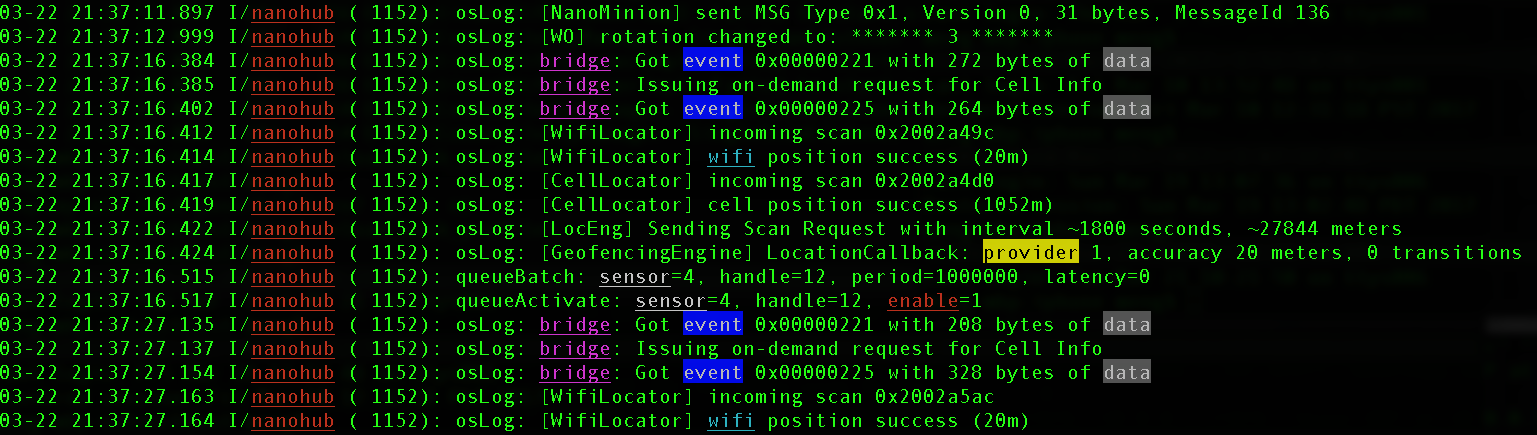 03-22 21:37:11.897 I/nanohub ( 1152): osLog: [NanoMinion] sent MSG Type 0x1, Version 0, 31 bytes, MessageId 136
03-22 21:37:12.999 I/nanohub ( 1152): osLog: [WO] rotation changed to: ******* 3 *******
03-22 21:37:16.384 I/nanohub ( 1152): osLog: bridge: Got event 0x00000221 with 272 bytes of data
03-22 21:37:16.385 I/nanohub ( 1152): osLog: bridge: Issuing on-demand request for Cell Info
03-22 21:37:16.402 I/nanohub ( 1152): osLog: bridge: Got event 0x00000225 with 264 bytes of data
03-22 21:37:16.412 I/nanohub ( 1152): osLog: [WifiLocator] incoming scan 0x2002a49c
03-22 21:37:16.414 I/nanohub ( 1152): osLog: [WifiLocator] wifi position success (20m)
03-22 21:37:16.417 I/nanohub ( 1152): osLog: [CellLocator] incoming scan 0x2002a4d0
03-22 21:37:16.419 I/nanohub ( 1152): osLog: [CellLocator] cell position success (1052m)
03-22 21:37:16.422 I/nanohub ( 1152): osLog: [LocEng] Sending Scan Request with interval ~1800 seconds, ~27844 meters
03-22 21:37:16.424 I/nanohub ( 1152): osLog: [GeofencingEngine] LocationCallback: provider 1, accuracy 20 meters, 0 transitions
03-22 21:37:16.515 I/nanohub ( 1152): queueBatch: sensor=4, handle=12, period=1000000, latency=0
03-22 21:37:16.517 I/nanohub ( 1152): queueActivate: sensor=4, handle=12, enable=1
03-22 21:37:27.135 I/nanohub ( 1152): osLog: bridge: Got event 0x00000221 with 208 bytes of data
03-22 21:37:27.137 I/nanohub ( 1152): osLog: bridge: Issuing on-demand request for Cell Info
03-22 21:37:27.154 I/nanohub ( 1152): osLog: bridge: Got event 0x00000225 with 328 bytes of data
03-22 21:37:27.163 I/nanohub ( 1152): osLog: [WifiLocator] incoming scan 0x2002a5ac
03-22 21:37:27.164 I/nanohub ( 1152): osLog: [WifiLocator] wifi position success (20m)